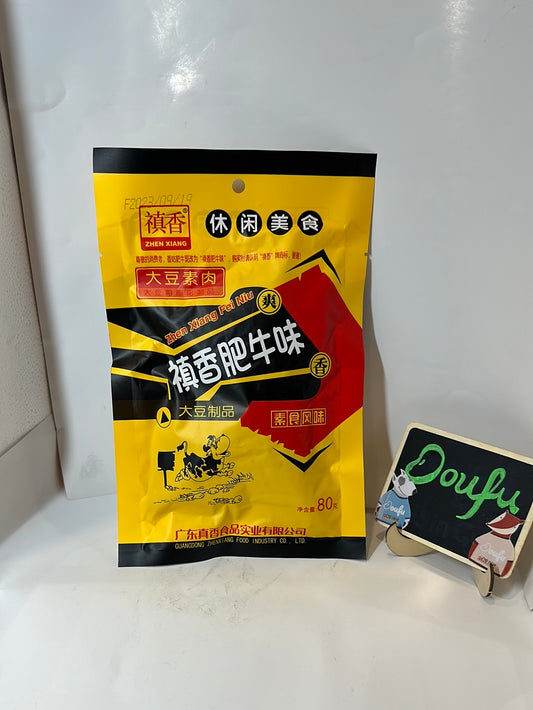 F2023/09/19
禛香®
ZHEN XIANG
休闲美食
大豆素肉
Zhen Xiang Fei Niu
爽
禛香肥牛味
香
大豆制品
素食风味
净含量:80克
广东真香食品实业有限公司
GUANGDONG ZHENXIANG FOOD INDUSTRY CO., LTD.
Doufu
Doufu
Doufu